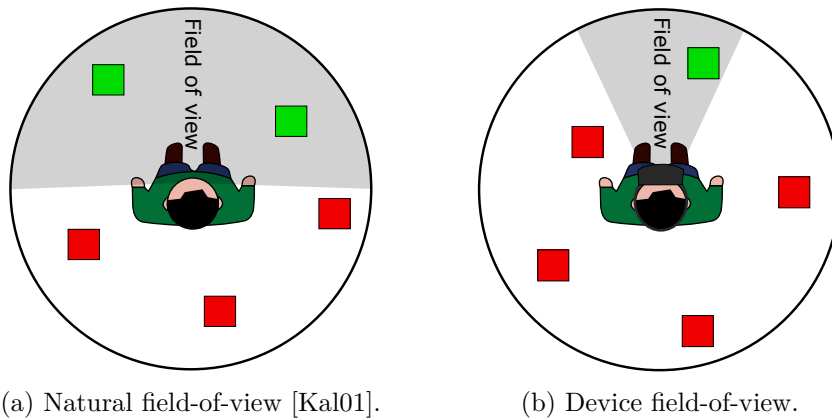 Field of view
Field of view
(a) Natural field-of-view [Kal01].
(b) Device field-of-view.